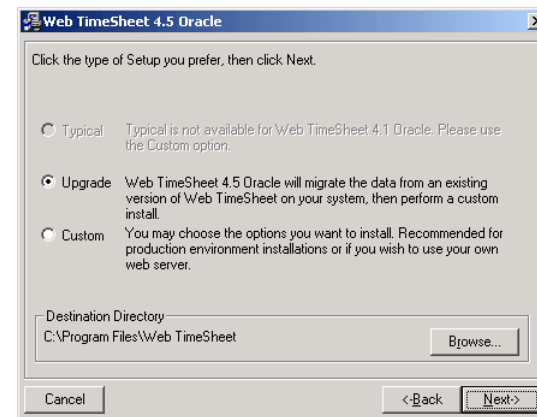 Web TimeSheet 4.5 Oracle
Click the type of Setup you prefer, then click Next.
Typical Typical is not available for Web TimeSheet 4.1 Oracle. Please use
the Custom option.
Upgrade Web TimeSheet 4.5 Oracle will migrate the data from an existing
version of Web TimeSheet on your system, then perform a custom
install.
Custom You may choose the options you want to install. Recommended for
production environment installations or if you wish to use your own
web server.
Destination Directory
C:\Program Files\Web TimeSheet
Browse...
Cancel <-Back Next->